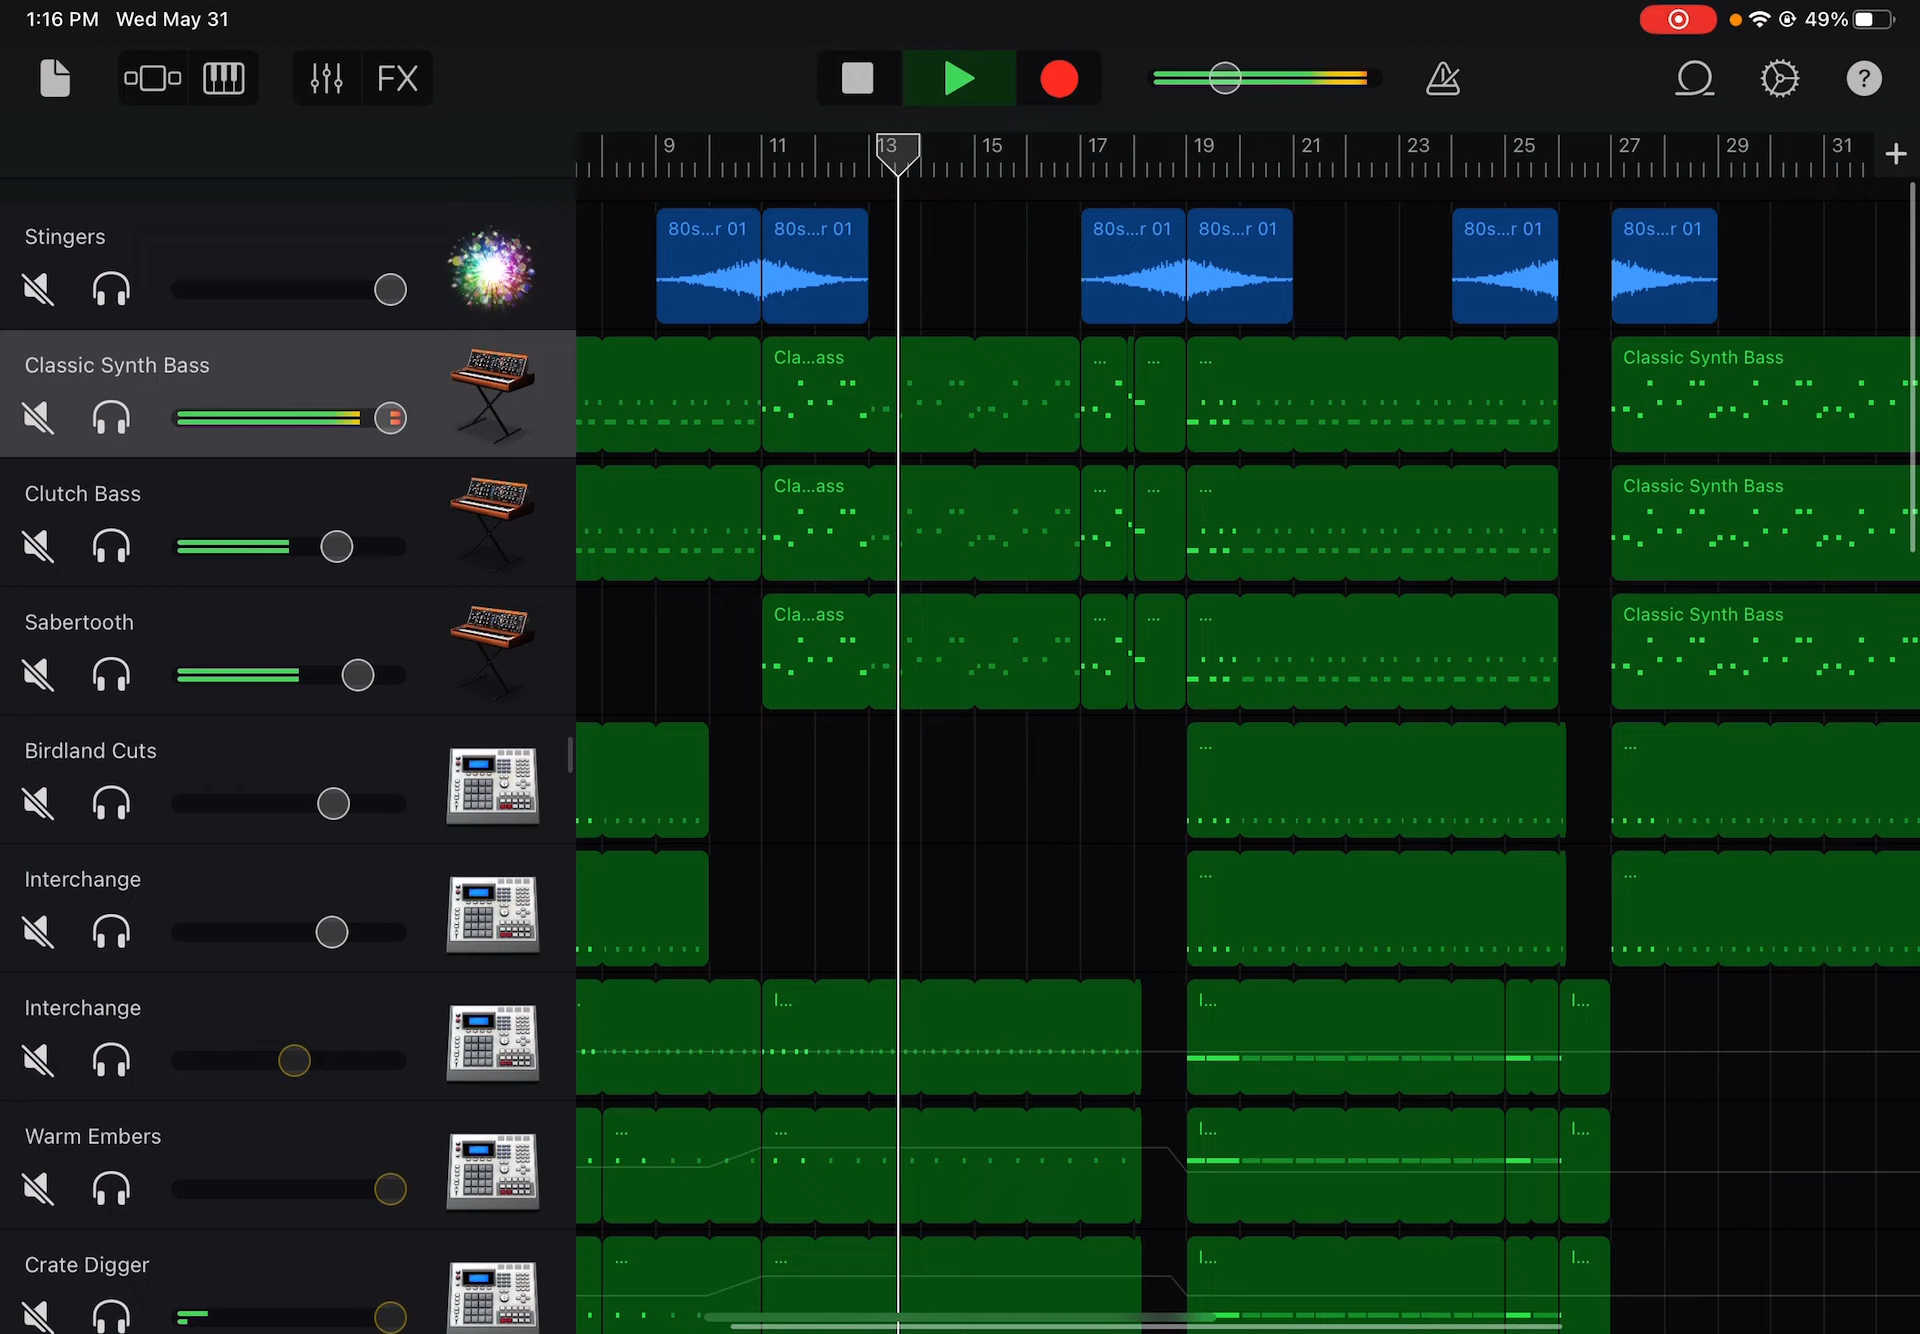 1:16 PM Wed May 31
49%
FX
?
9 11 13 15 17 19 21 23 25 27 29 31
+
Stingers
80s...r 01 80s...r 01 80s...r 01 80s...r 01 80s...r 01 80s...r 01
Classic Synth Bass
Cla...ass ... ... ... Classic Synth Bass
Clutch Bass
Cla...ass ... ... ... Classic Synth Bass
Sabertooth
Cla...ass ... ... ... Classic Synth Bass
Birdland Cuts
... ...
Interchange
... ...
Interchange
. I... I... I...
Warm Embers
... ... I... I...
Crate Digger
... ... I... I...